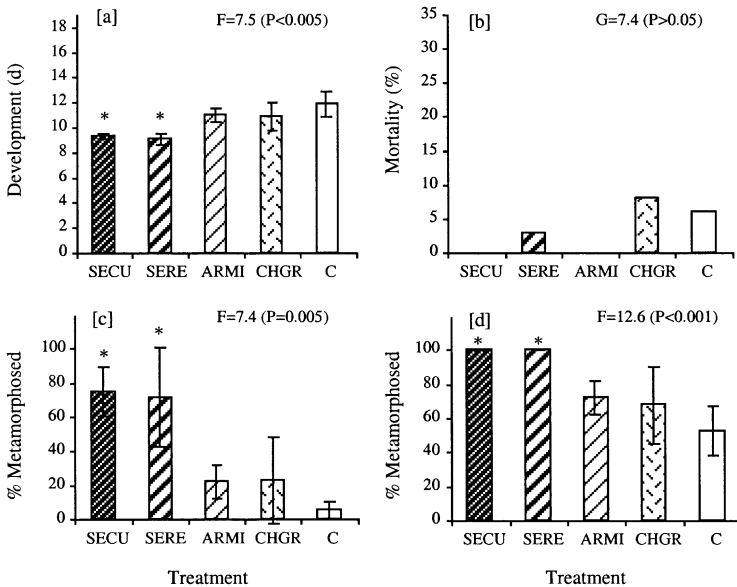 [a]
F=7.5 (P<0.005)
Development (d)
18
16
14
12
10
8
6
4
2
0
*
*
SECU SERE ARMI CHGR C
[b]
G=7.4 (P>0.05)
Mortality (%)
35
30
25
20
15
10
5
0
SECU SERE ARMI CHGR C
[c]
F=7.4 (P=0.005)
% Metamorphosed
100
80
60
40
20
0
*
*
SECU SERE ARMI CHGR C
Treatment
[d]
F=12.6 (P<0.001)
% Metamorphosed
100
80
60
40
20
0
*
*
SECU SERE ARMI CHGR C
Treatment